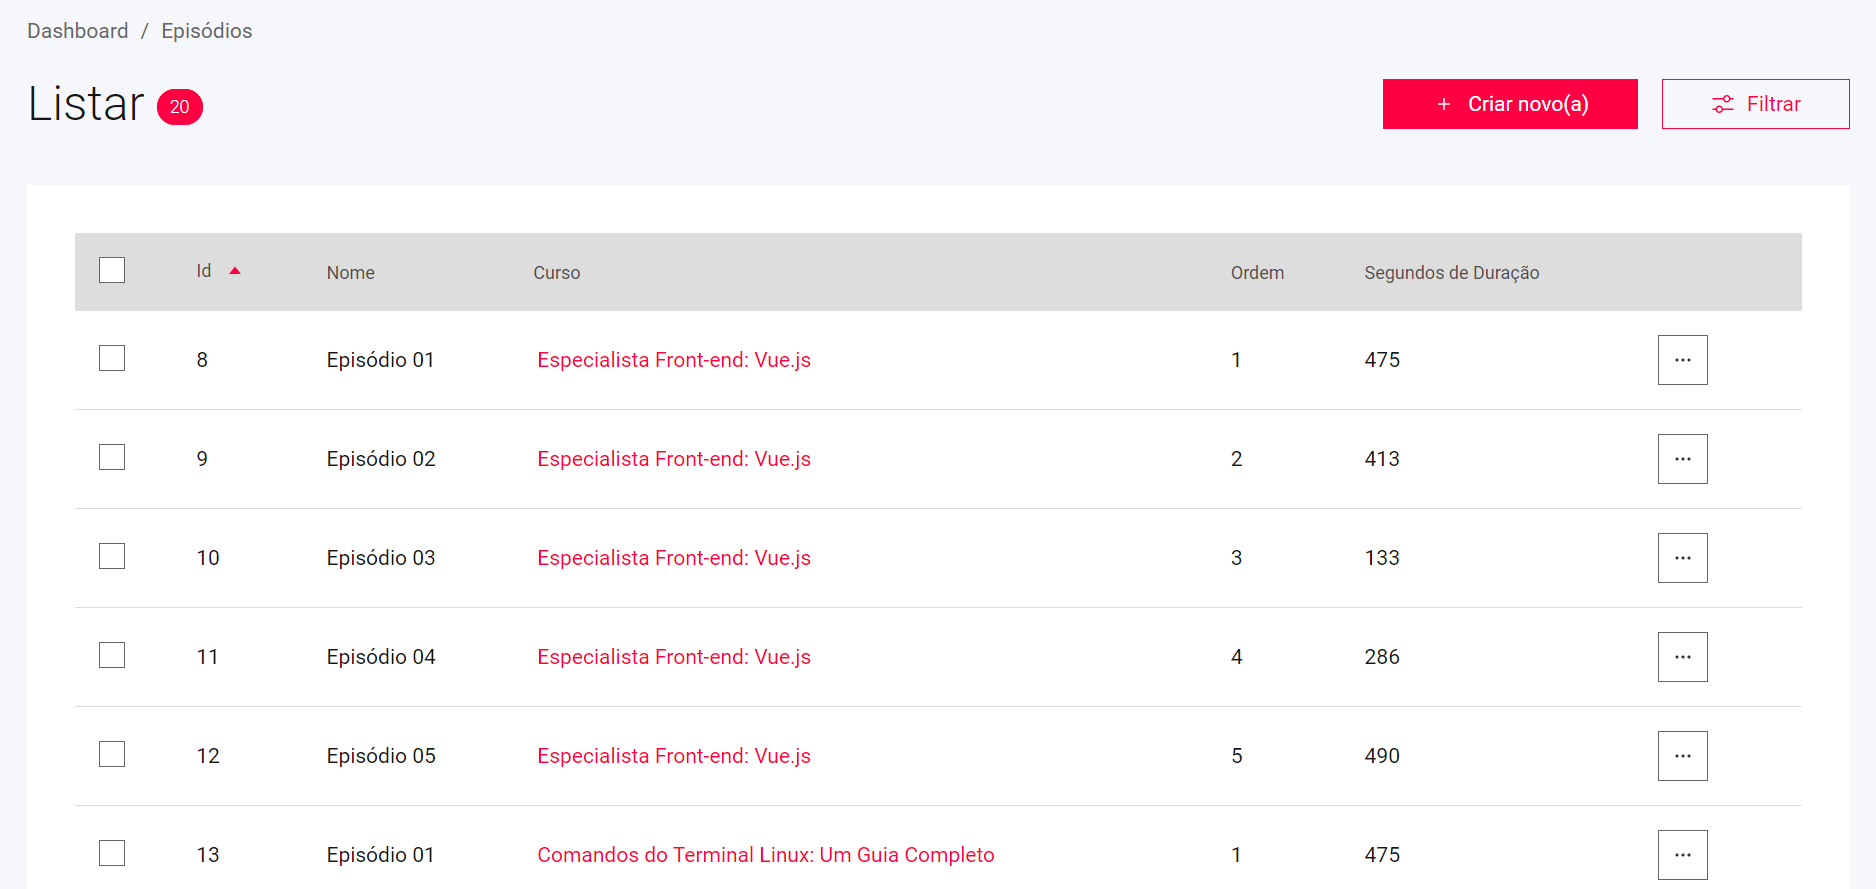 Dashboard / Episódios
Listar 20
+ Criar novo(a) Filtrar
Id Nome Curso Ordem Segundos de Duração
8 Episódio 01 Especialista Front-end: Vue.js 1 475 ...
9 Episódio 02 Especialista Front-end: Vue.js 2 413 ...
10 Episódio 03 Especialista Front-end: Vue.js 3 133 ...
11 Episódio 04 Especialista Front-end: Vue.js 4 286 ...
12 Episódio 05 Especialista Front-end: Vue.js 5 490 ...
13 Episódio 01 Comandos do Terminal Linux: Um Guia Completo 1 475 ...